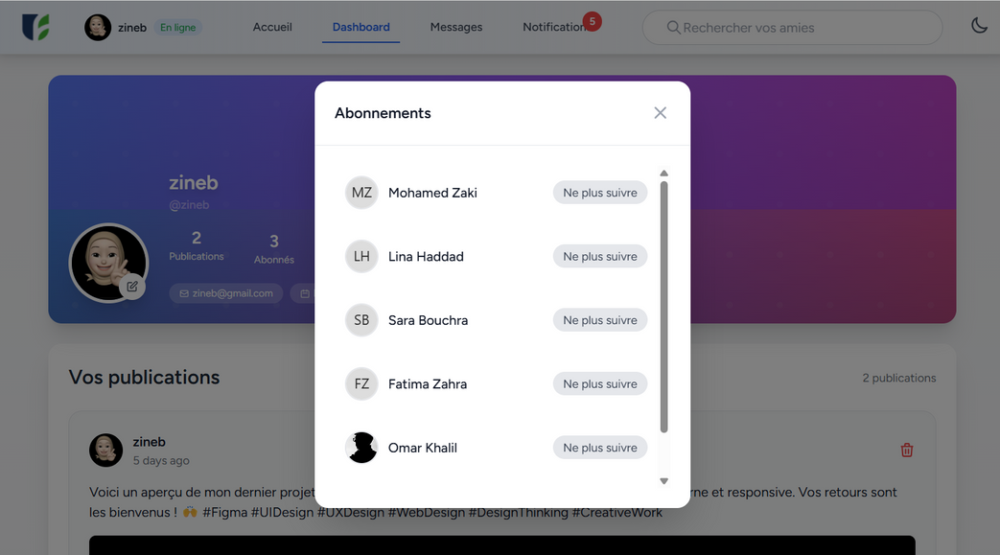 zineb
En ligne
Accueil
Dashboard
Messages
Notification
5
Rechercher vos amies
zineb
@zineb
2
Publications
3
Abonnés
zineb@gmail.com
Abonnements
MZ
Mohamed Zaki
Ne plus suivre
LH
Lina Haddad
Ne plus suivre
SB
Sara Bouchra
Ne plus suivre
FZ
Fatima Zahra
Ne plus suivre
Omar Khalil
Ne plus suivre
Vos publications
2 publications
zineb
5 days ago
Voici un aperçu de mon dernier projet et responsive. Vos retours sont
les bienvenus ! 🙌 #Figma #UIDesign #UXDesign #WebDesign #DesignThinking #CreativeWork